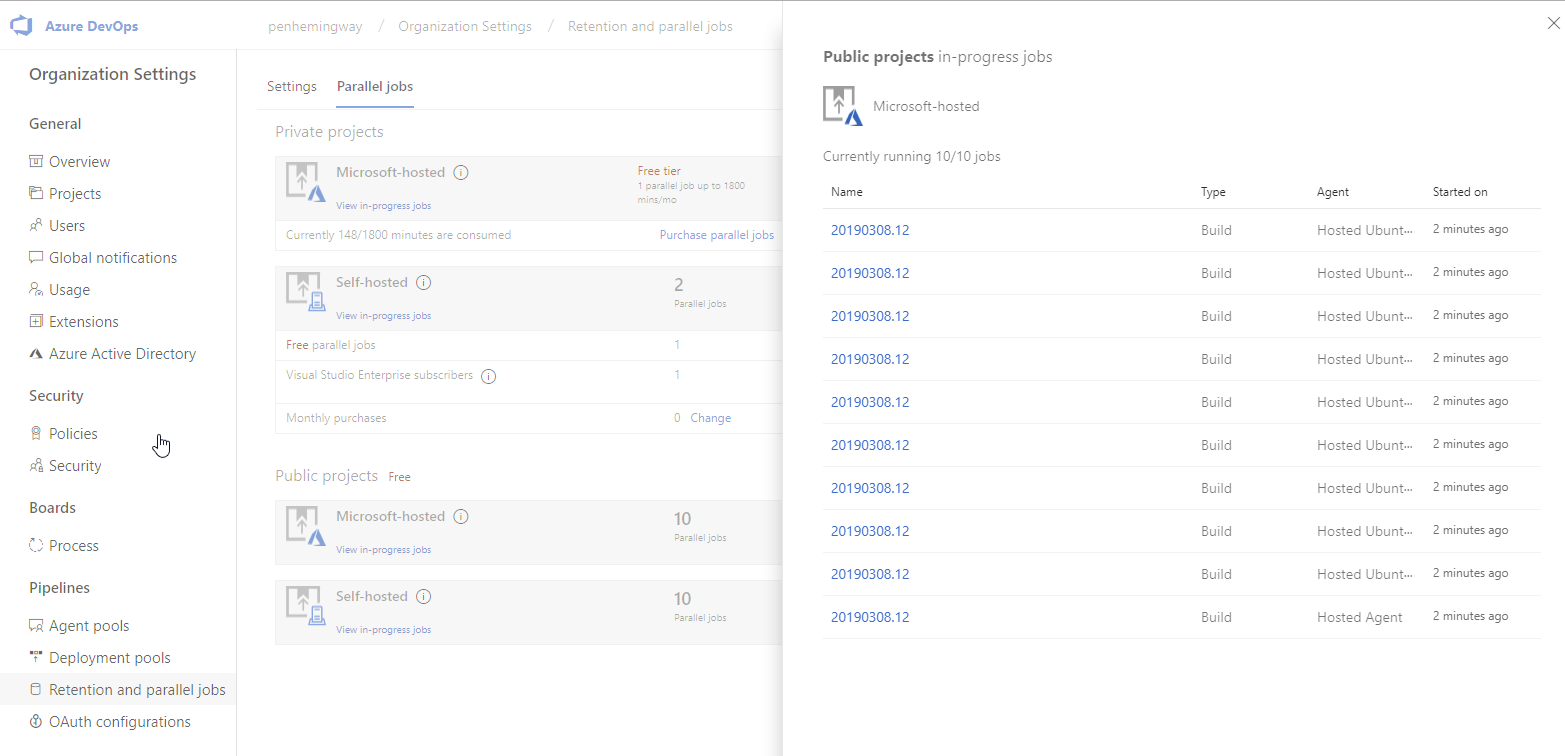 Azure DevOps
penhemingway / Organization Settings / Retention and parallel jobs
Organization Settings
General
Overview
Projects
Users
Global notifications
Usage
Extensions
Azure Active Directory
Security
Policies
Security
Boards
Process
Pipelines
Agent pools
Deployment pools
Retention and parallel jobs
OAuth configurations
Settings Parallel jobs
Private projects
Microsoft-hosted
View in-progress jobs
Free tier
1 parallel job up to 1800
mins/mo
Currently 148/1800 minutes are consumed Purchase parallel jobs
Self-hosted
View in-progress jobs
2
Parallel jobs
Free parallel jobs 1
Visual Studio Enterprise subscribers 1
Monthly purchases 0 Change
Public projects Free
Microsoft-hosted
View in-progress jobs
10
Parallel jobs
Self-hosted
View in-progress jobs
10
Parallel jobs
Public projects in-progress jobs
Microsoft-hosted
Currently running 10/10 jobs
Name Type Agent Started on
20190308.12 Build Hosted Ubunt... 2 minutes ago
20190308.12 Build Hosted Ubunt... 2 minutes ago
20190308.12 Build Hosted Ubunt... 2 minutes ago
20190308.12 Build Hosted Ubunt... 2 minutes ago
20190308.12 Build Hosted Ubunt... 2 minutes ago
20190308.12 Build Hosted Ubunt... 2 minutes ago
20190308.12 Build Hosted Ubunt... 2 minutes ago
20190308.12 Build Hosted Ubunt... 2 minutes ago
20190308.12 Build Hosted Ubunt... 2 minutes ago
20190308.12 Build Hosted Agent 2 minutes ago